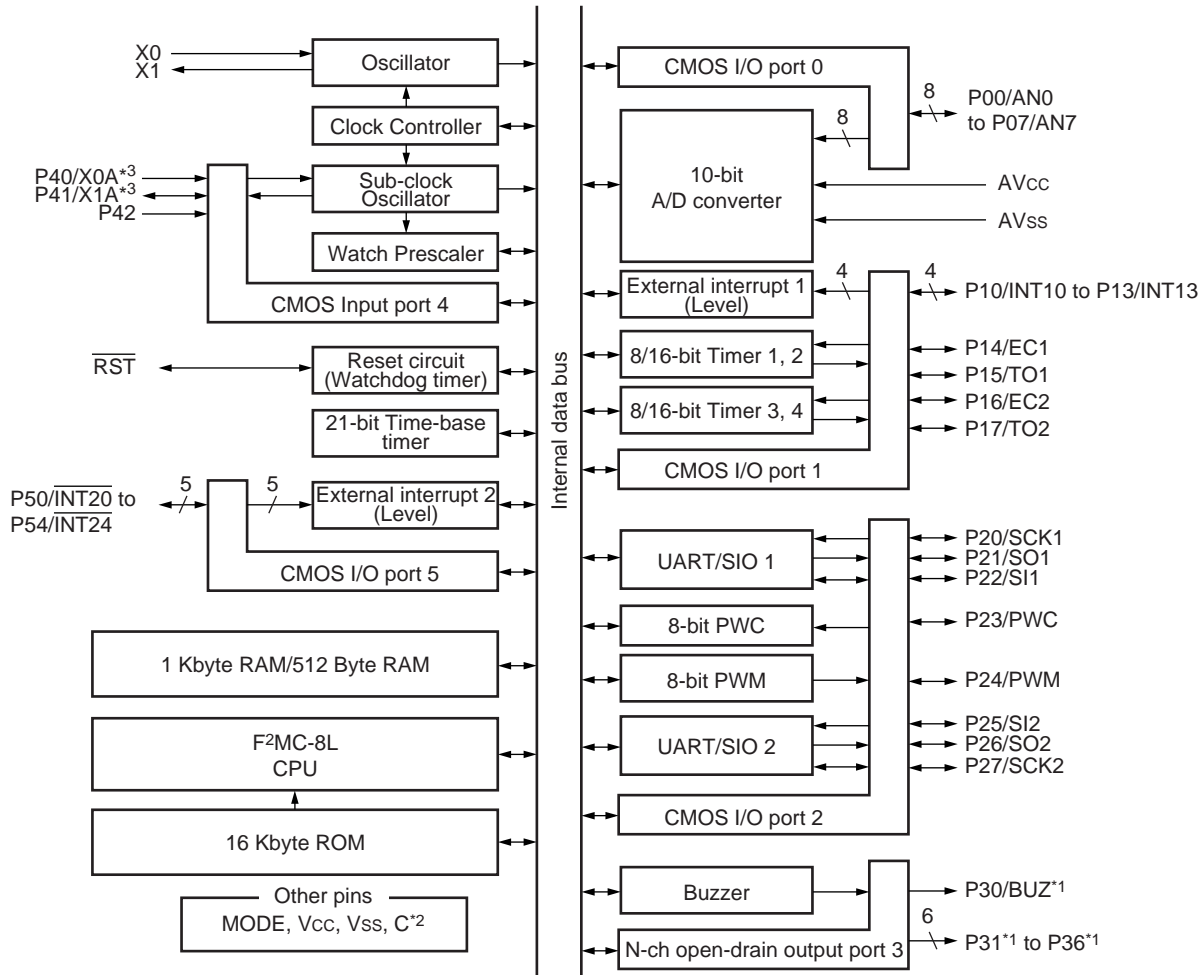 X0
X1
Oscillator
Clock Controller
P40/X0A*3
P41/X1A*3
P42
Sub-clock
Oscillator
Watch Prescaler
CMOS Input port 4
RST
Reset circuit
(Watchdog timer)
21-bit Time-base
timer
P50/INT20 to
P54/INT24
5
5
External interrupt 2
(Level)
CMOS I/O port 5
1 Kbyte RAM/512 Byte RAM
F2MC-8L
CPU
16 Kbyte ROM
Other pins
MODE, VCC, VSS, C*2
Internal data bus
CMOS I/O port 0
8
P00/AN0
to P07/AN7
8
10-bit
A/D converter
AVCC
AVSS
External interrupt 1
(Level)
4
4
P10/INT10 to P13/INT13
8/16-bit Timer 1, 2
P14/EC1
P15/TO1
8/16-bit Timer 3, 4
P16/EC2
P17/TO2
CMOS I/O port 1
UART/SIO 1
P20/SCK1
P21/SO1
P22/SI1
8-bit PWC
P23/PWC
8-bit PWM
P24/PWM
UART/SIO 2
P25/SI2
P26/SO2
P27/SCK2
CMOS I/O port 2
Buzzer
P30/BUZ*1
6
N-ch open-drain output port 3
P31*1 to P36*1